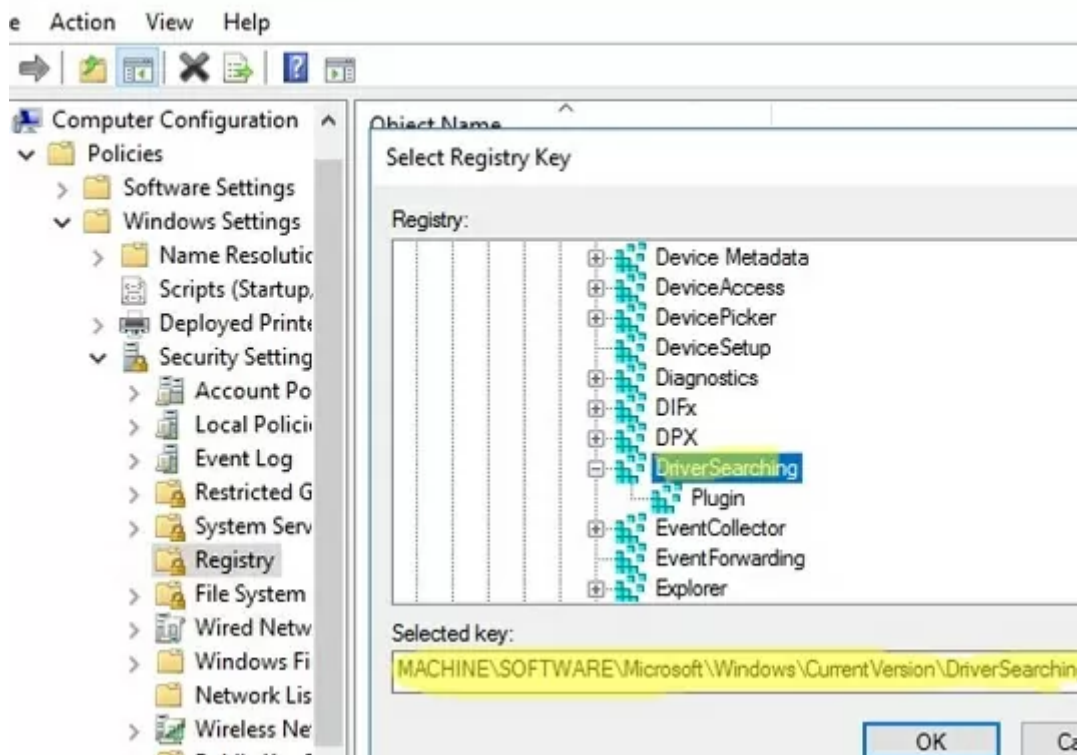 e Action View Help
Computer Configuration
Policies
Software Settings
Windows Settings
Name Resolutio
Scripts (Startup,
Deployed Printe
Security Setting
Account Po
Local Polici
Event Log
Restricted G
System Serv
Registry
File System
Wired Netw
Windows Fi
Network Lis
Wireless Ne
Object Name
Select Registry Key
Registry:
Device Metadata
DeviceAccess
DevicePicker
DeviceSetup
Diagnostics
DIFx
DPX
DriverSearching
Plugin
EventCollector
EventForwarding
Explorer
Selected key:
MACHINE\SOFTWARE\Microsoft\Windows\CurrentVersion\DriverSearching
OK
Ca